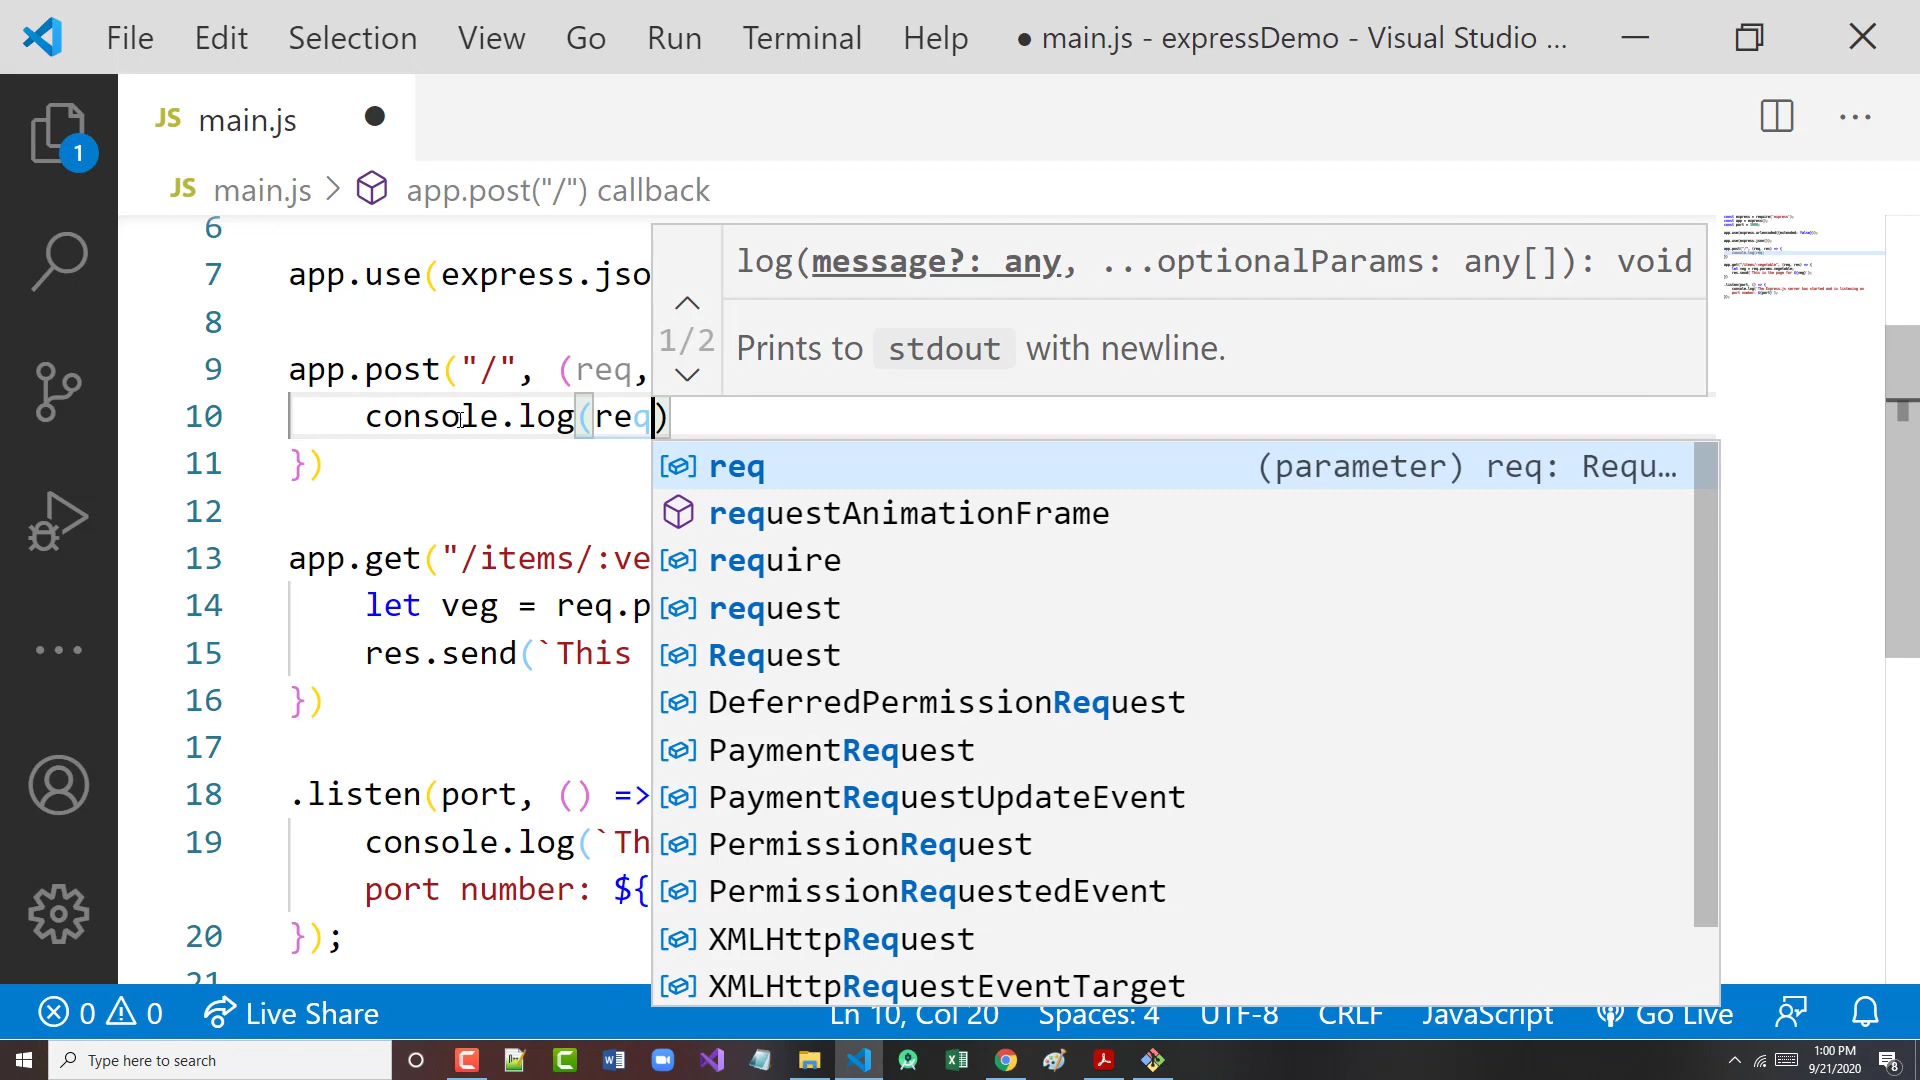 File Edit Selection View Go Run Terminal Help ● main.js - expressDemo - Visual Studio ...
1
JS main.js ●
JS main.js > app.post("/") callback
6
7 app.use(express.jso
8
9 app.post("/", (req,
10 console.log(req)
11 })
12
13 app.get("/items/:ve
14 let veg = req.p
15 res.send(`This
16 })
17
18 .listen(port, () =>
19 console.log(`Th
port number: ${
20 });
21
log(message?: any, ...optionalParams: any[]): void
1/2
Prints to stdout with newline.
req (parameter) req: Requ...
requestAnimationFrame
require
request
Request
DeferredPermissionRequest
PaymentRequest
PaymentRequestUpdateEvent
PermissionRequest
PermissionRequestedEvent
XMLHttpRequest
XMLHttpRequestEventTarget
0 0 Live Share Ln 10, Col 20 Spaces: 4 UTF-8 CRLF JavaScript Go Live
Type here to search
1:00 PM
9/21/2020
8